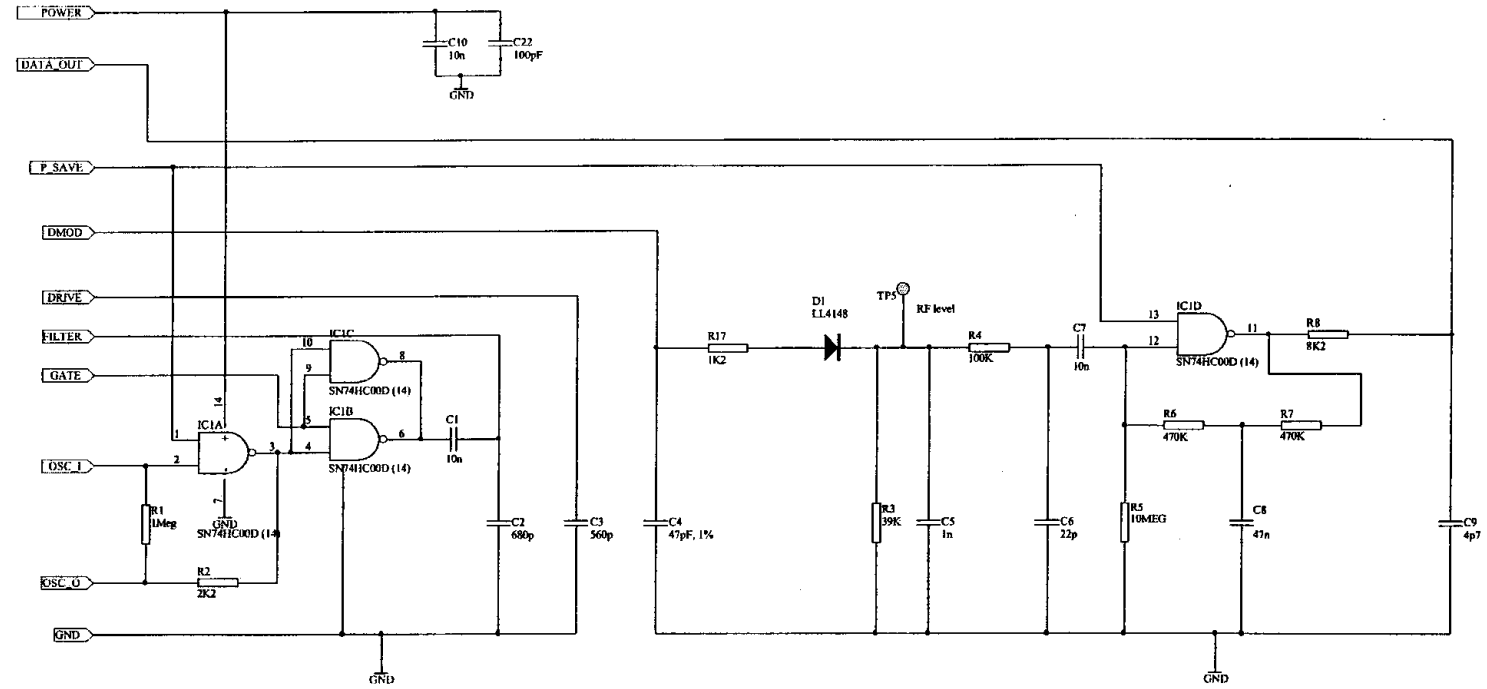 POWER
C10
10n
C22
100pF
GND
DATA_OUT
P_SAVE
DMOD
DRIVE
FILTER
GATE
OSC_I
OSC_O
GND
IC1C
10
9
8
SN74HC00D (14)
IC1B
5
4
6
SN74HC00D (14)
IC1A
14
1
2
3
7
GND
SN74HC00D (14)
C1
10n
R1
1Meg
R2
2K2
C2
680p
C3
560p
GND
C4
47pF, 1%
R17
1K2
D1
LL4148
TP5
RF level
R3
39K
C5
1n
R4
100K
C6
22p
C7
10n
R5
10MEG
IC1D
13
12
11
SN74HC00D (14)
R8
8K2
R6
470K
R7
470K
C8
47n
C9
4p7
GND